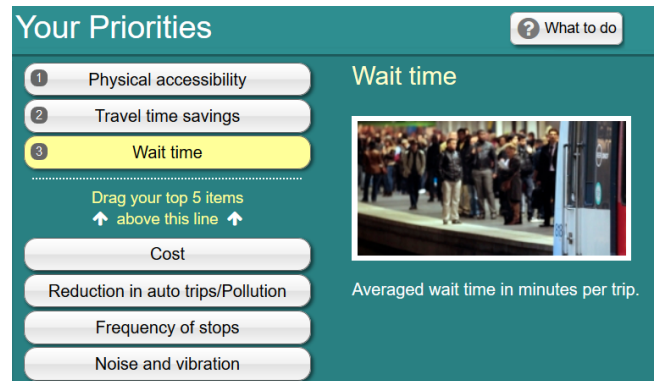 Your Priorities
? What to do
1 Physical accessibility
2 Travel time savings
3 Wait time
Drag your top 5 items
above this line
Cost
Reduction in auto trips/Pollution
Frequency of stops
Noise and vibration
Wait time
Averaged wait time in minutes per trip.